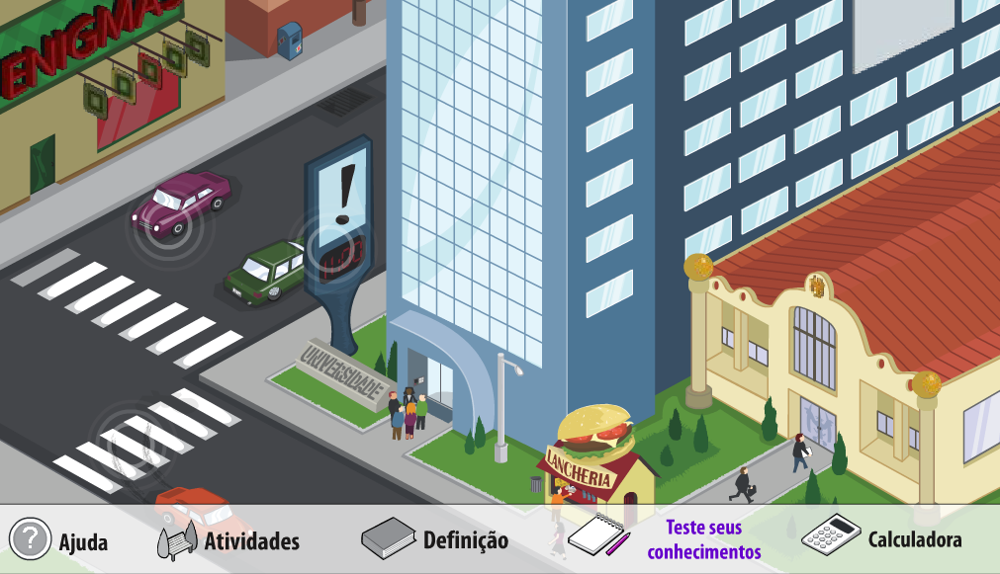 ENIGMAS
!
UNIVERSIDADE
LANCHERIA
?
Ajuda
Atividades
Definição
Teste seus
conhecimentos
Calculadora